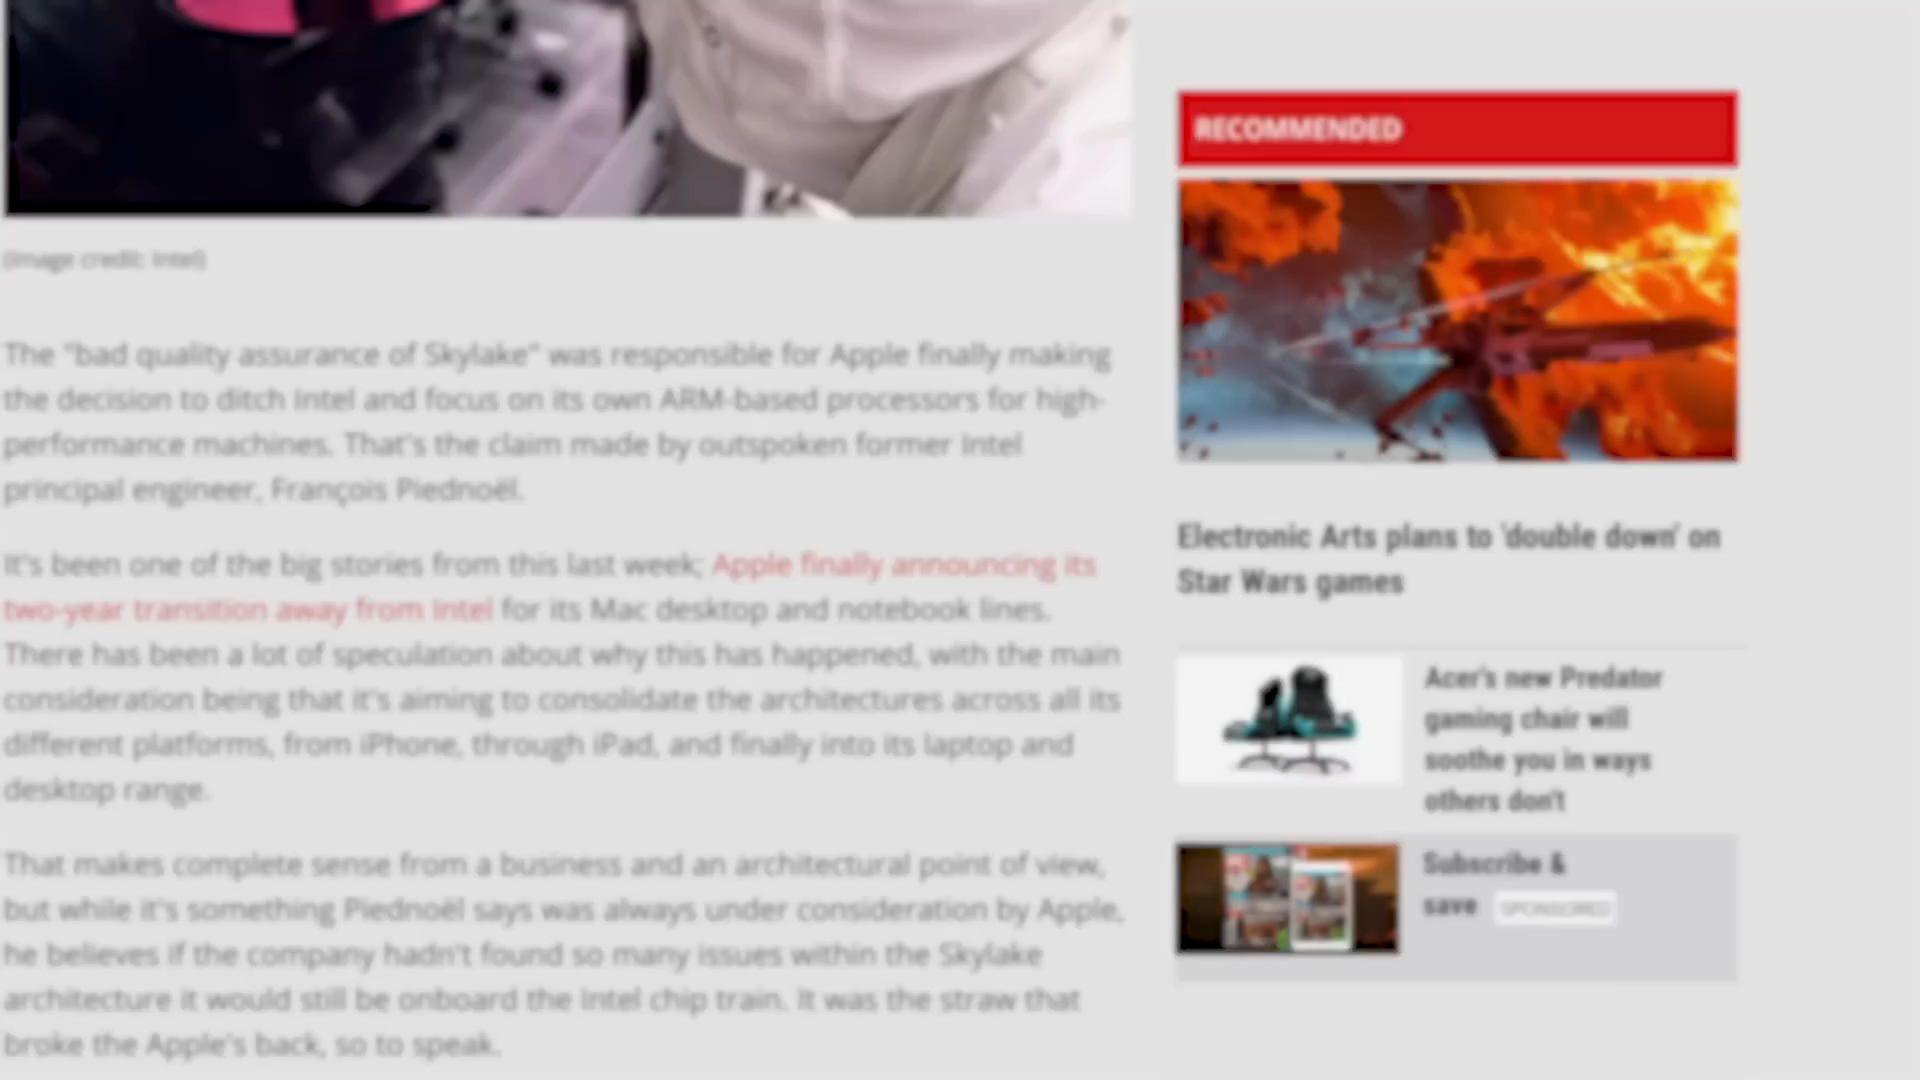 (Image credit: Intel)
The "bad quality assurance of Skylake" was responsible for Apple finally making
the decision to ditch Intel and focus on its own ARM-based processors for high-
performance machines. That's the claim made by outspoken former Intel
principal engineer, François Piednoël.
It's been one of the big stories from this last week; Apple finally announcing its
two-year transition away from Intel for its Mac desktop and notebook lines.
There has been a lot of speculation about why this has happened, with the main
consideration being that it's aiming to consolidate the architectures across all its
different platforms, from iPhone, through iPad, and finally into its laptop and
desktop range.
That makes complete sense from a business and an architectural point of view,
but while it's something Piednoël says was always under consideration by Apple,
he believes if the company hadn't found so many issues within the Skylake
architecture it would still be onboard the Intel chip train. It was the straw that
broke the Apple's back, so to speak.
RECOMMENDED
Electronic Arts plans to 'double down' on
Star Wars games
Acer's new Predator
gaming chair will
soothe you in ways
others don't
Subscribe &
save SPONSORED